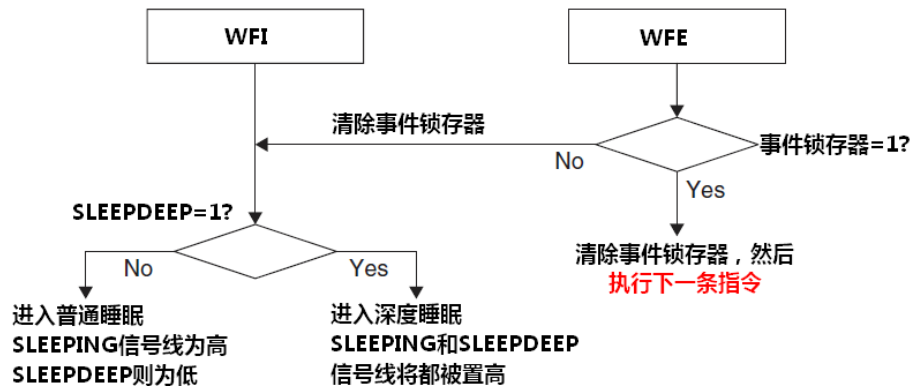 WFI
WFE
清除事件锁存器
事件锁存器=1?
No
Yes
SLEEPDEEP=1?
清除事件锁存器，然后
执行下一条指令
No
Yes
进入普通睡眠
SLEEPING信号线为高
SLEEPDEEP则为低
进入深度睡眠
SLEEPING和SLEEPDEEP
信号线将都被置高